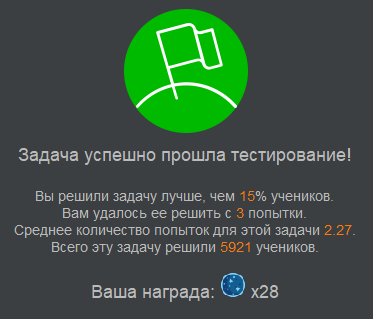 Задача успешно прошла тестирование!
Вы решили задачу лучше, чем 15% учеников.
Вам удалось ее решить с 3 попытки.
Среднее количество попыток для этой задачи 2.27.
Всего эту задачу решили 5921 учеников.
Ваша награда: x28